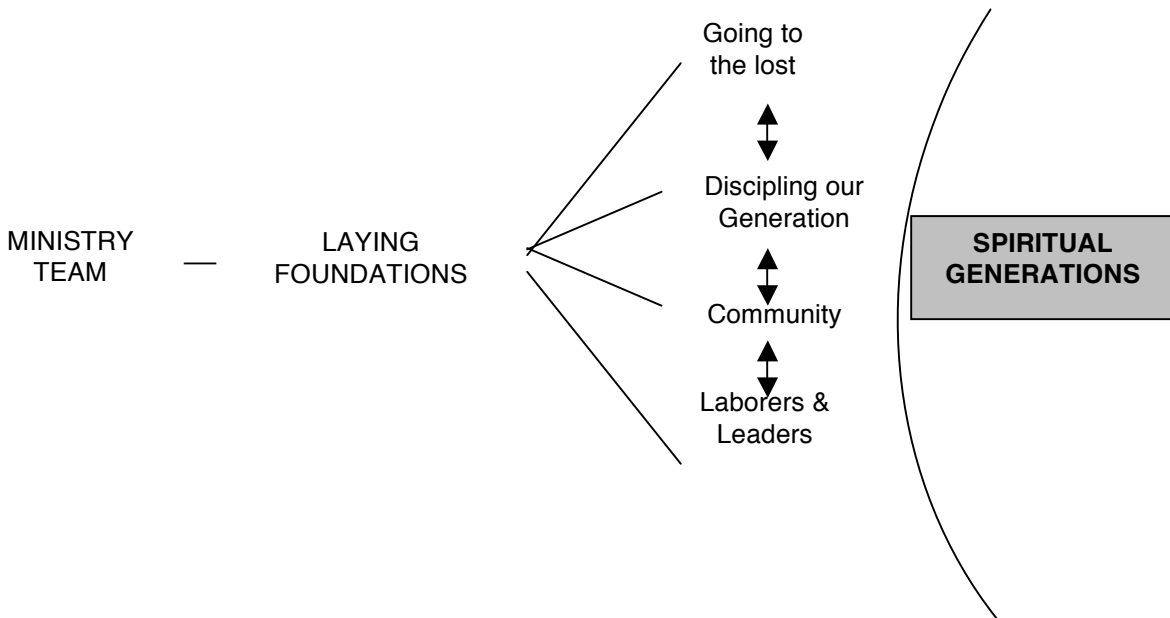 MINISTRY
TEAM
—
LAYING
FOUNDATIONS
Going to
the lost
Discipling our
Generation
Community
Laborers &
Leaders
SPIRITUAL
GENERATIONS